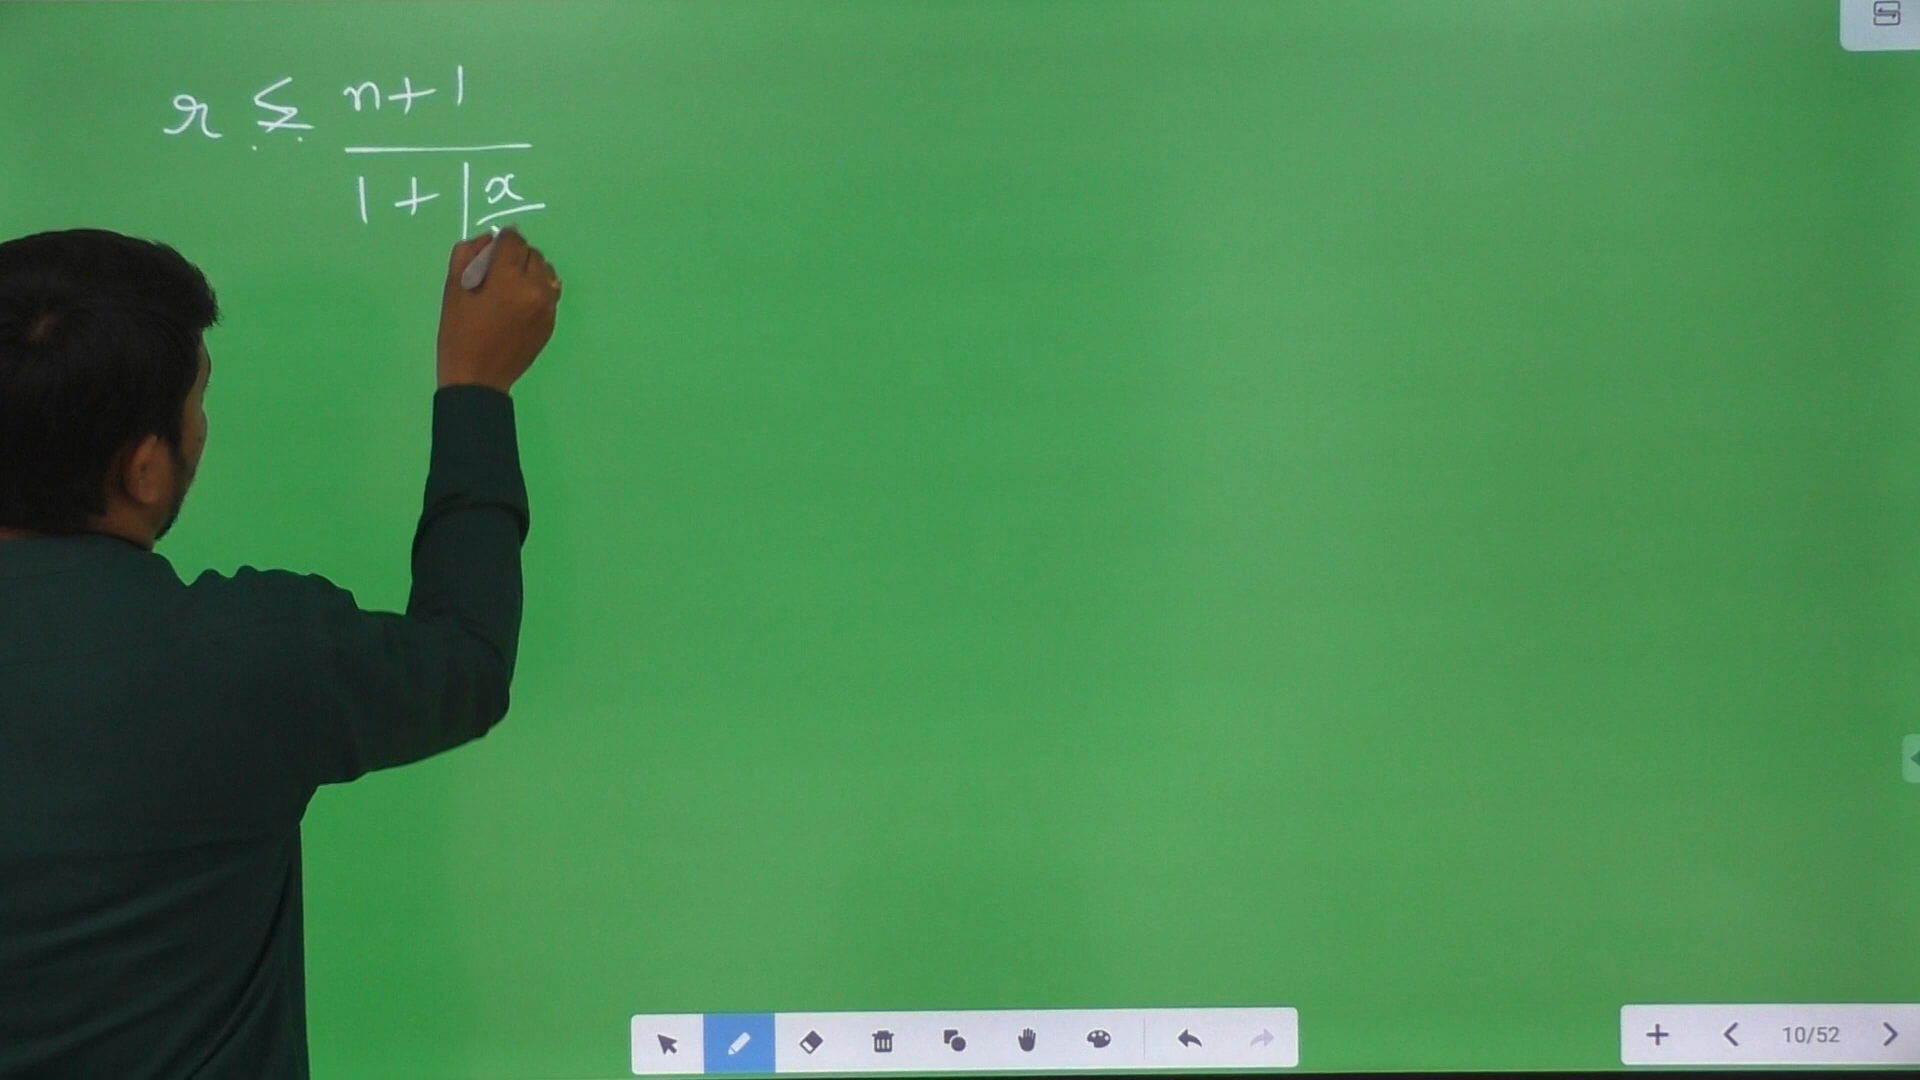 r ≤ n+1
1 + |x
10/52